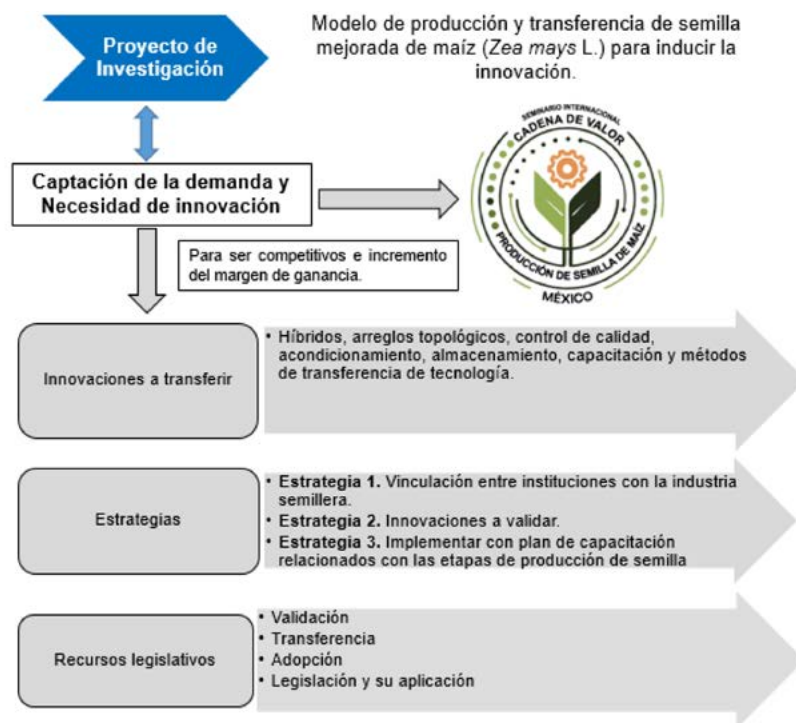 Proyecto de
Investigación
Modelo de producción y transferencia de semilla
mejorada de maíz (Zea mays L.) para inducir la
innovación.
SEMINARIO INTERNACIONAL
CADENA DE VALOR
PRODUCCIÓN DE SEMILLA DE MAÍZ
MÉXICO
Captación de la demanda y
Necesidad de innovación
Para ser competitivos e incremento
del margen de ganancia.
Innovaciones a transferir
• Híbridos, arreglos topológicos, control de calidad,
acondicionamiento, almacenamiento, capacitación y métodos
de transferencia de tecnología.
Estrategias
• Estrategia 1. Vinculación entre instituciones con la industria
semillera.
• Estrategia 2. Innovaciones a validar.
• Estrategia 3. Implementar con plan de capacitación
relacionados con las etapas de producción de semilla
Recursos legislativos
• Validación
• Transferencia
• Adopción
• Legislación y su aplicación